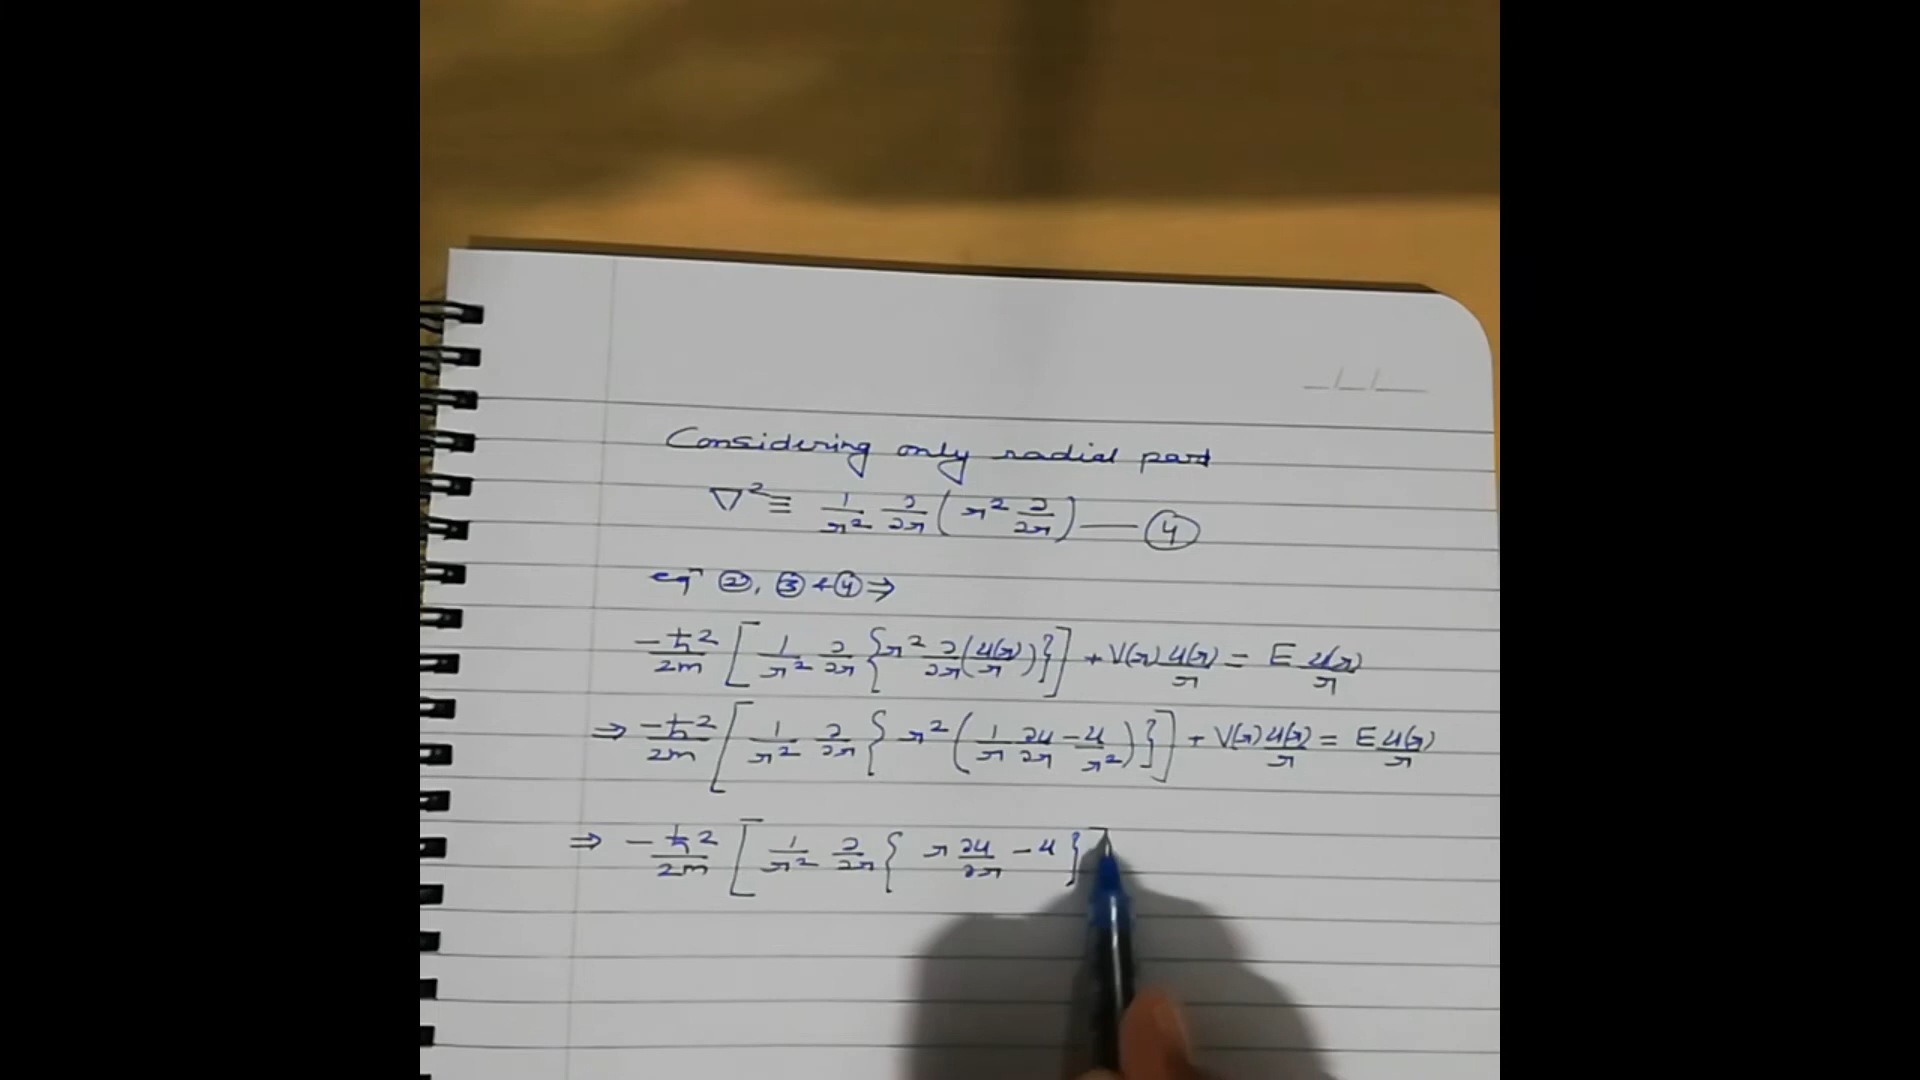 Considering only radial part
∇² ≡ 1/r² ∂/∂r ( r² ∂/∂r ) —— ④
eqⁿ ②, ③ + ④ ⇒
-ħ²/2m [ 1/r² ∂/∂r { r² ∂/∂r ( u(r)/r ) } ] + V(r) u(r)/r = E u(r)/r
⇒ -ħ²/2m [ 1/r² ∂/∂r { r² ( 1/r ∂u/∂r - u/r² ) } ] + V(r) u(r)/r = E u(r)/r
⇒ -ħ²/2m [ 1/r² ∂/∂r { r ∂u/∂r - u } ]